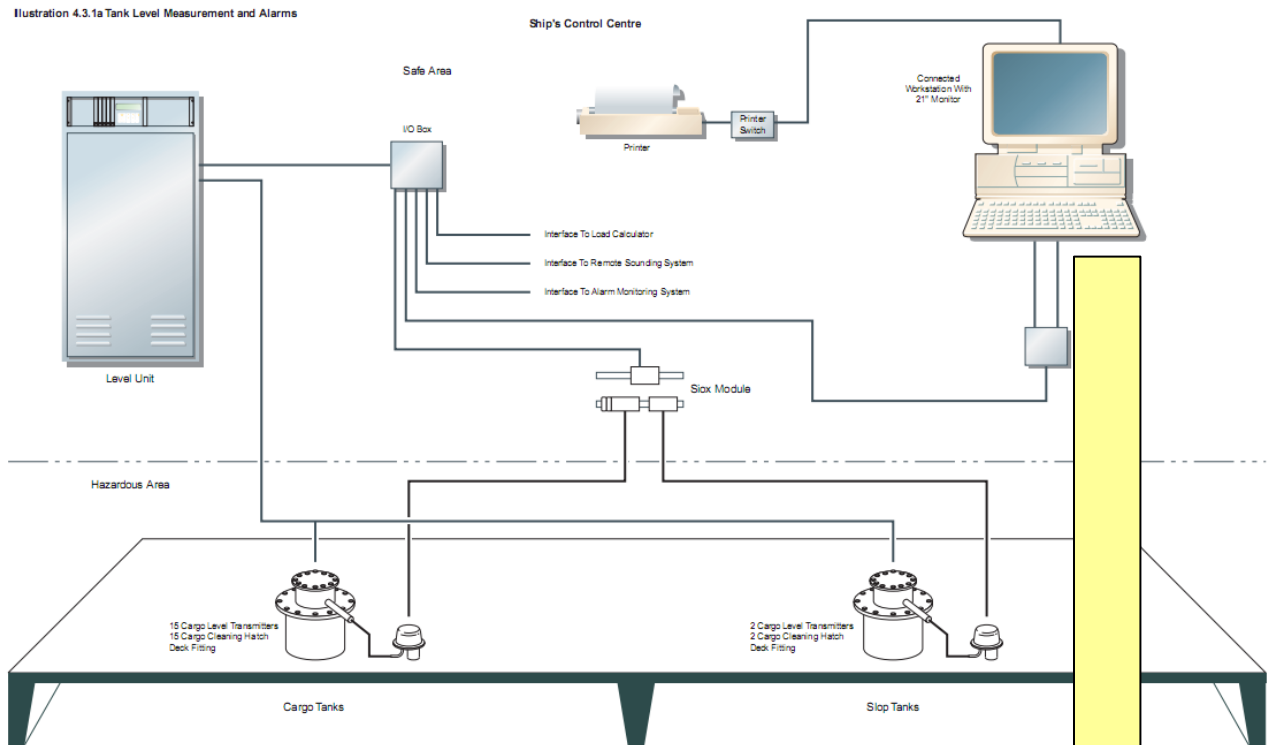 Illustration 4.3.1a Tank Level Measurement and Alarms
Ship's Control Centre
Safe Area
Connected
Workstation With
21" Monitor
Printer
Switch
I/O Box
Printer
Interface To Load Calculator
Interface To Remote Sounding System
Interface To Alarm Monitoring System
Level Unit
Siox Module
Hazardous Area
15 Cargo Level Transmitters
15 Cargo Cleaning Hatch
Deck Fitting
2 Cargo Level Transmitters
2 Cargo Cleaning Hatch
Deck Fitting
Cargo Tanks
Slop Tanks